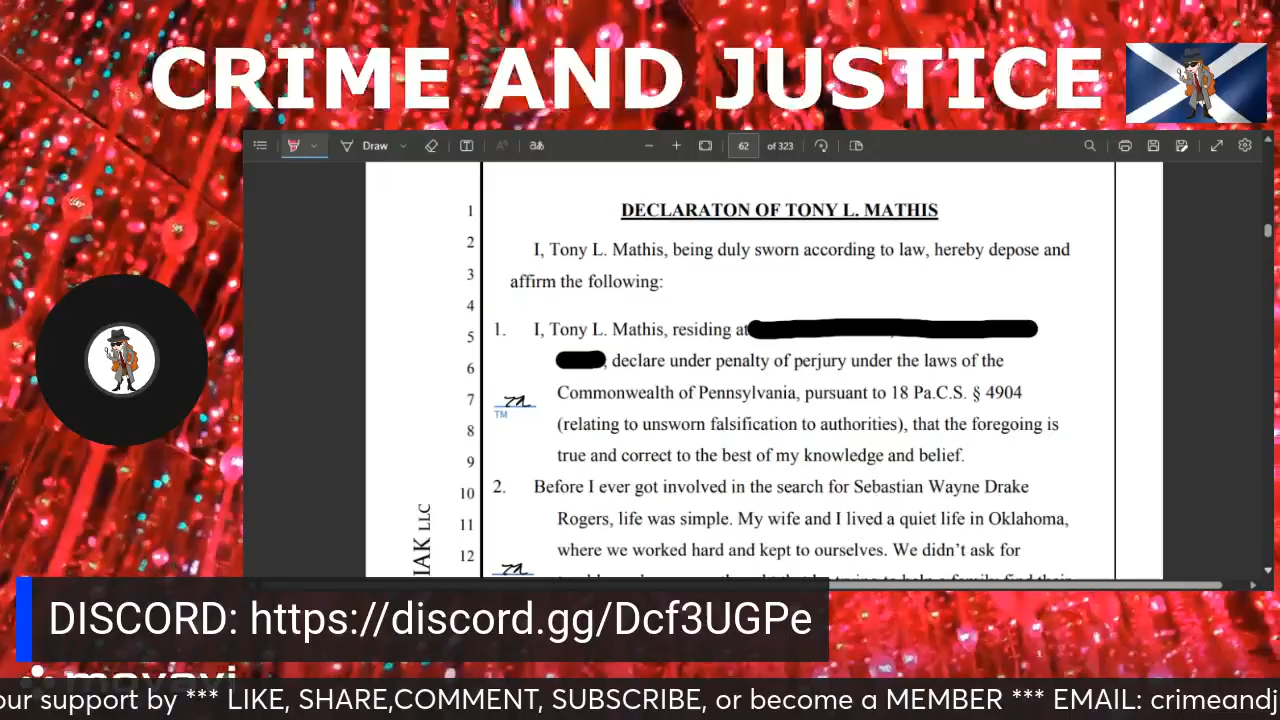 CRIME AND JUSTICE
Draw
62 of 323
DECLARATON OF TONY L. MATHIS
1
2 I, Tony L. Mathis, being duly sworn according to law, hereby depose and
3 affirm the following:
4
5 1. I, Tony L. Mathis, residing at
6 , declare under penalty of perjury under the laws of the
7 Commonwealth of Pennsylvania, pursuant to 18 Pa.C.S. § 4904
TM
8 (relating to unsworn falsification to authorities), that the foregoing is
9 true and correct to the best of my knowledge and belief.
10 2. Before I ever got involved in the search for Sebastian Wayne Drake
11 Rogers, life was simple. My wife and I lived a quiet life in Oklahoma,
12 where we worked hard and kept to ourselves. We didn't ask for
IAK LLC
DISCORD: https://discord.gg/Dcf3UGPe
movavi
our support by *** LIKE, SHARE,COMMENT, SUBSCRIBE, or become a MEMBER *** EMAIL: crimeandj